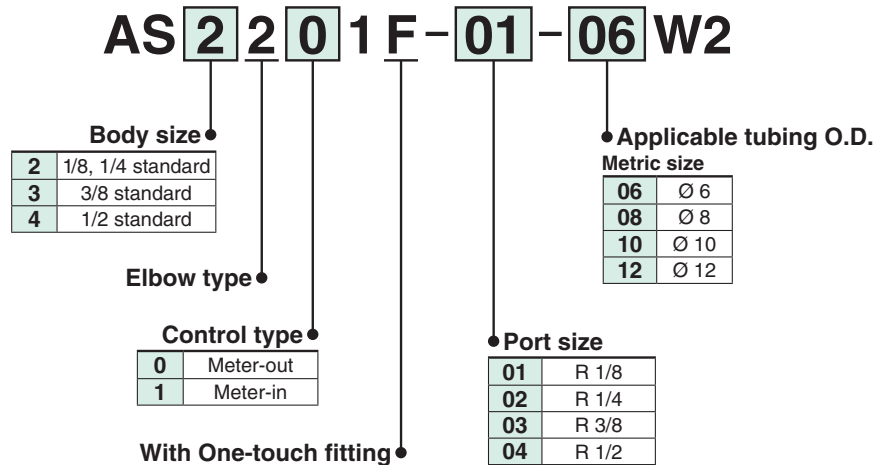 AS 2 2 0 1 F - 01 - 06 W2
Body size
2 1/8, 1/4 standard
3 3/8 standard
4 1/2 standard
Applicable tubing O.D.
Metric size
06 Ø 6
08 Ø 8
10 Ø 10
12 Ø 12
Elbow type
Control type
0 Meter-out
1 Meter-in
Port size
01 R 1/8
02 R 1/4
03 R 3/8
04 R 1/2
With One-touch fitting